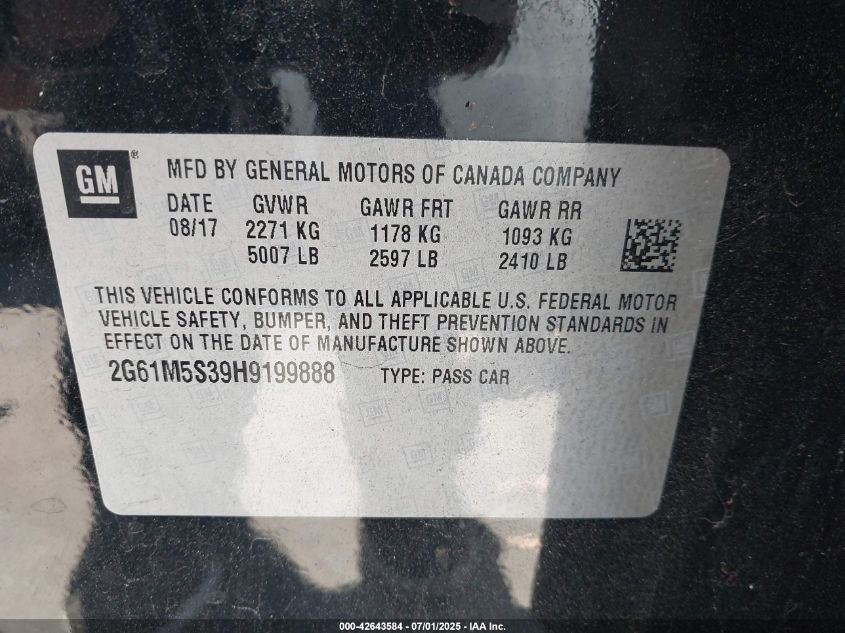 GM ®
MFD BY GENERAL MOTORS OF CANADA COMPANY
DATE GVWR GAWR FRT GAWR RR
08/17 2271 KG 1178 KG 1093 KG
5007 LB 2597 LB 2410 LB
THIS VEHICLE CONFORMS TO ALL APPLICABLE U.S. FEDERAL MOTOR
VEHICLE SAFETY, BUMPER, AND THEFT PREVENTION STANDARDS IN
EFFECT ON THE DATE OF MANUFACTURE SHOWN ABOVE.
2G61M5S39H9199888 TYPE: PASS CAR
000-42643584 | 07/01/2025 - IAA Inc.